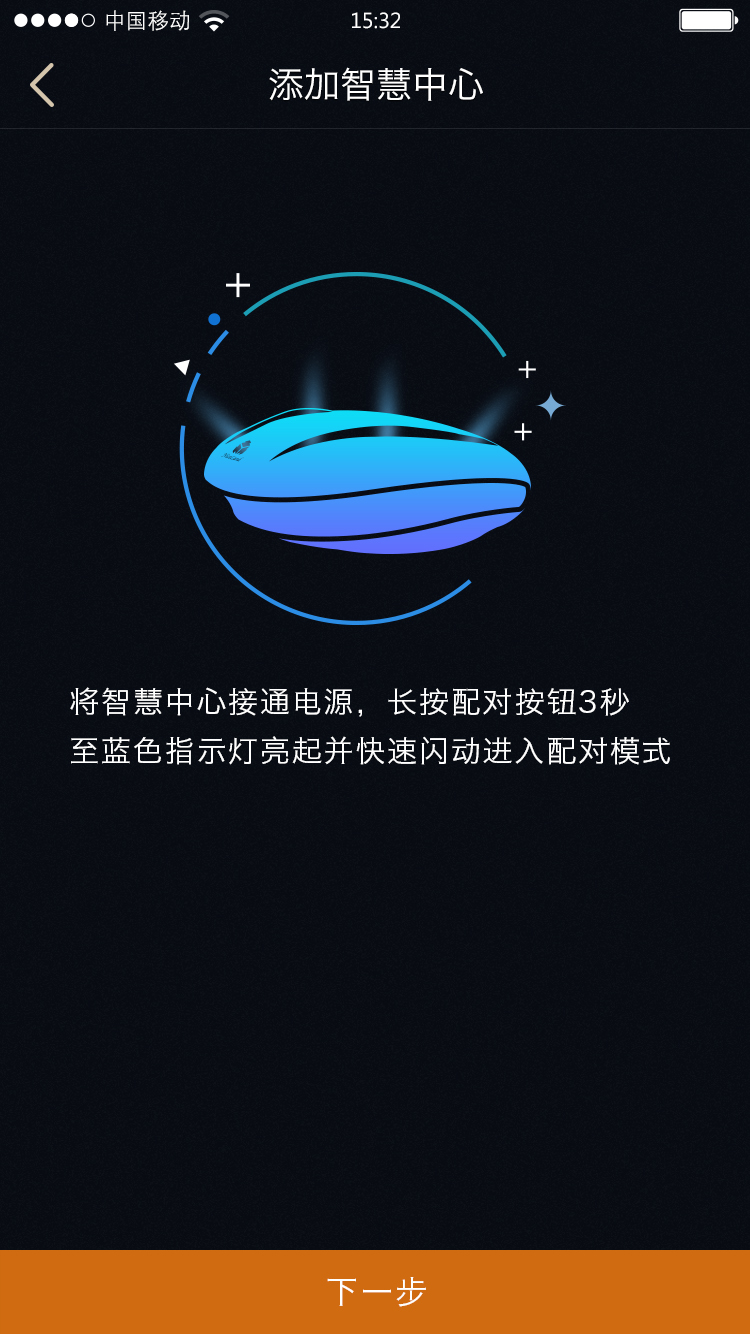 中国移动
15:32
添加智慧中心
将智慧中心接通电源，长按配对按钮3秒
至蓝色指示灯亮起并快速闪动进入配对模式
下一步